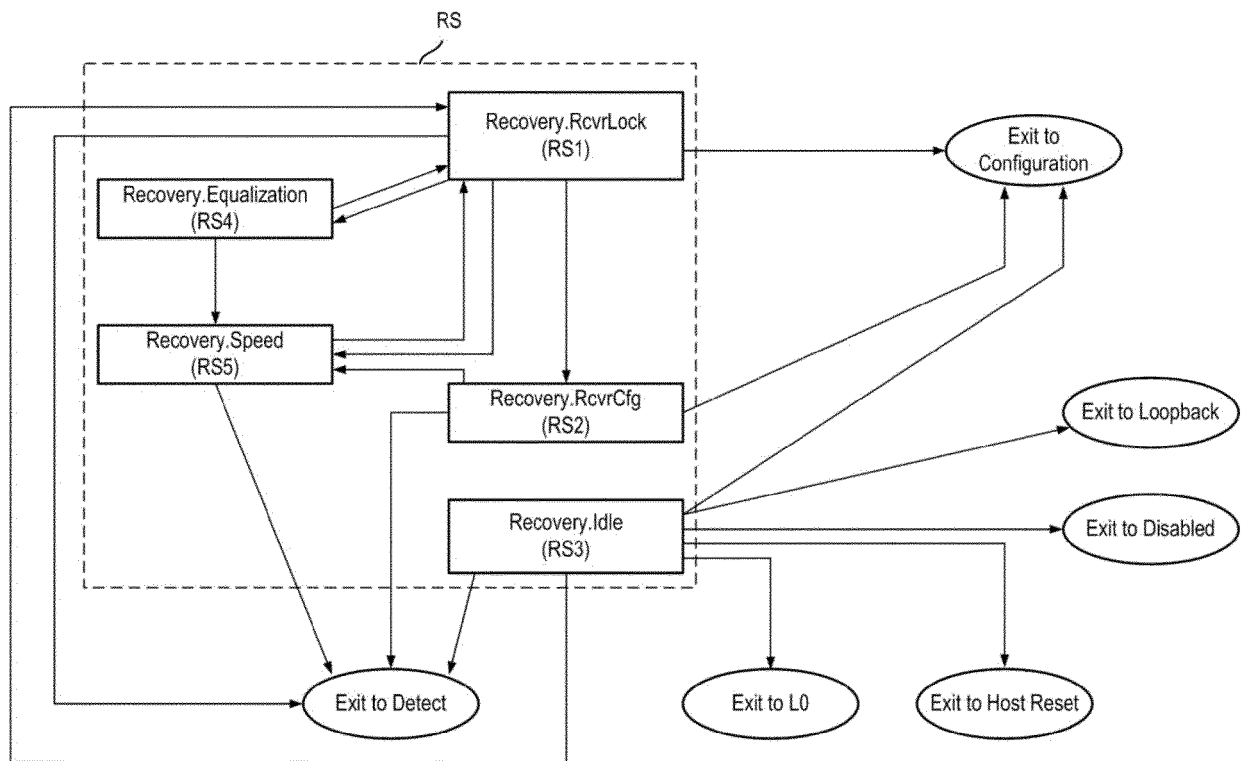 RS
Recovery.RcvrLock
(RS1)
Exit to
Configuration
Recovery.Equalization
(RS4)
Recovery.Speed
(RS5)
Recovery.RcvrCfg
(RS2)
Exit to Loopback
Recovery.Idle
(RS3)
Exit to Disabled
Exit to Detect
Exit to L0
Exit to Host Reset